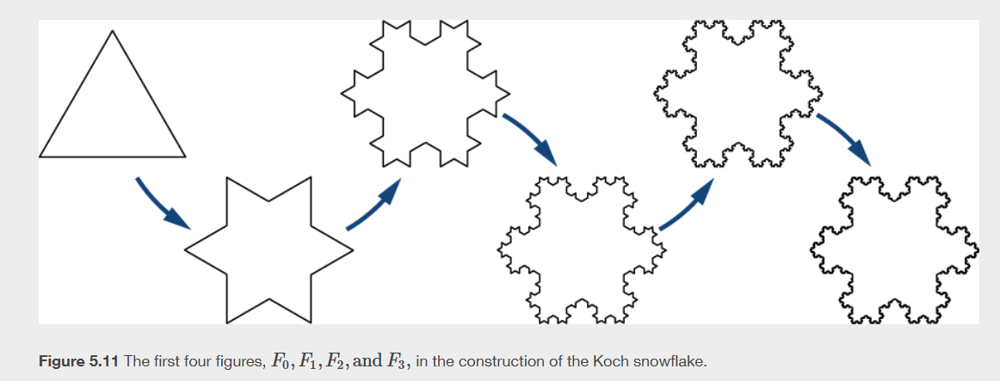 Figure 5.11 The first four figures, F₀, F₁, F₂, and F₃, in the construction of the Koch snowflake.